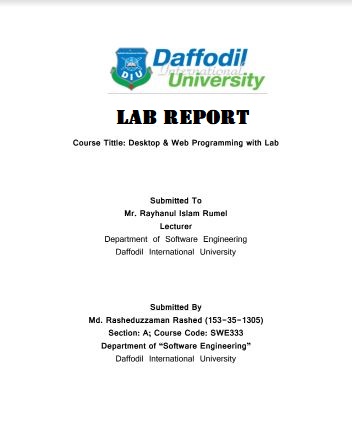 Daffodil
International
University
DIU
LAB REPORT
Course Tittle: Desktop & Web Programming with Lab
Submitted To
Mr. Rayhanul Islam Rumel
Lecturer
Department of Software Engineering
Daffodil International University
Submitted By
Md. Rasheduzzaman Rashed (153-35-1305)
Section: A; Course Code: SWE333
Department of “Software Engineering”
Daffodil International University